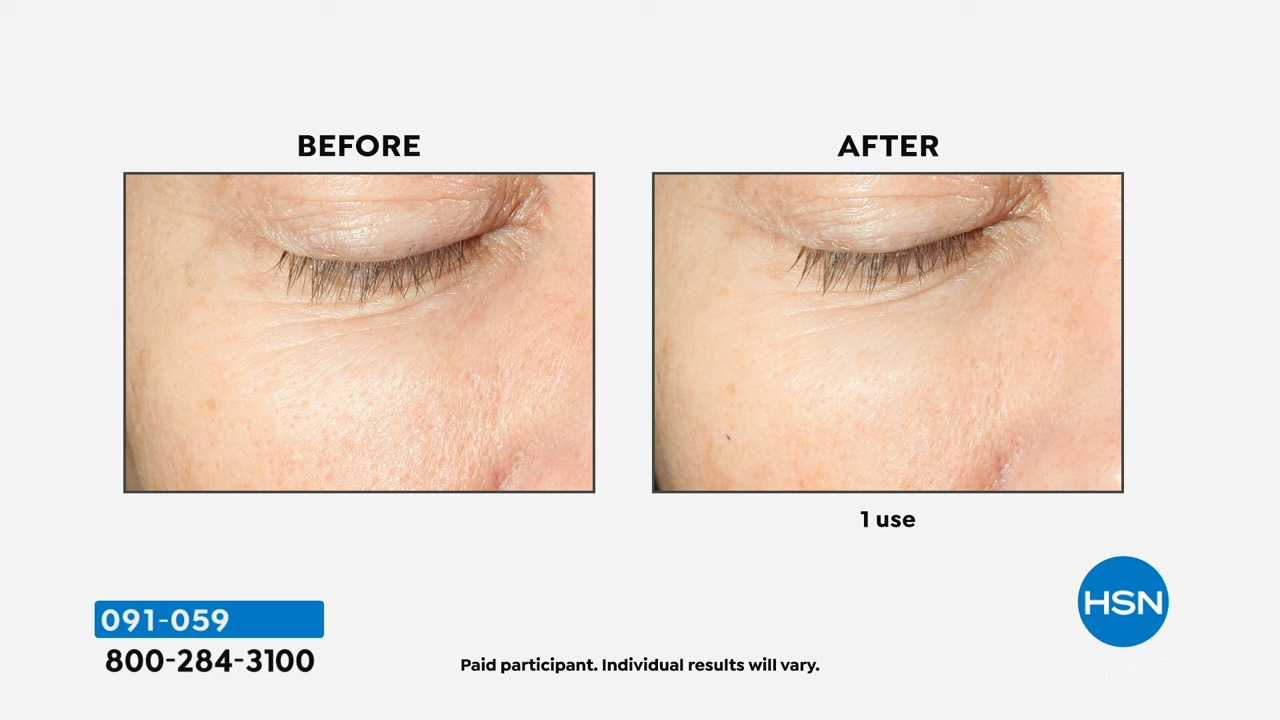 BEFORE
AFTER
1 use
091-059
800-284-3100
Paid participant. Individual results will vary.
HSN